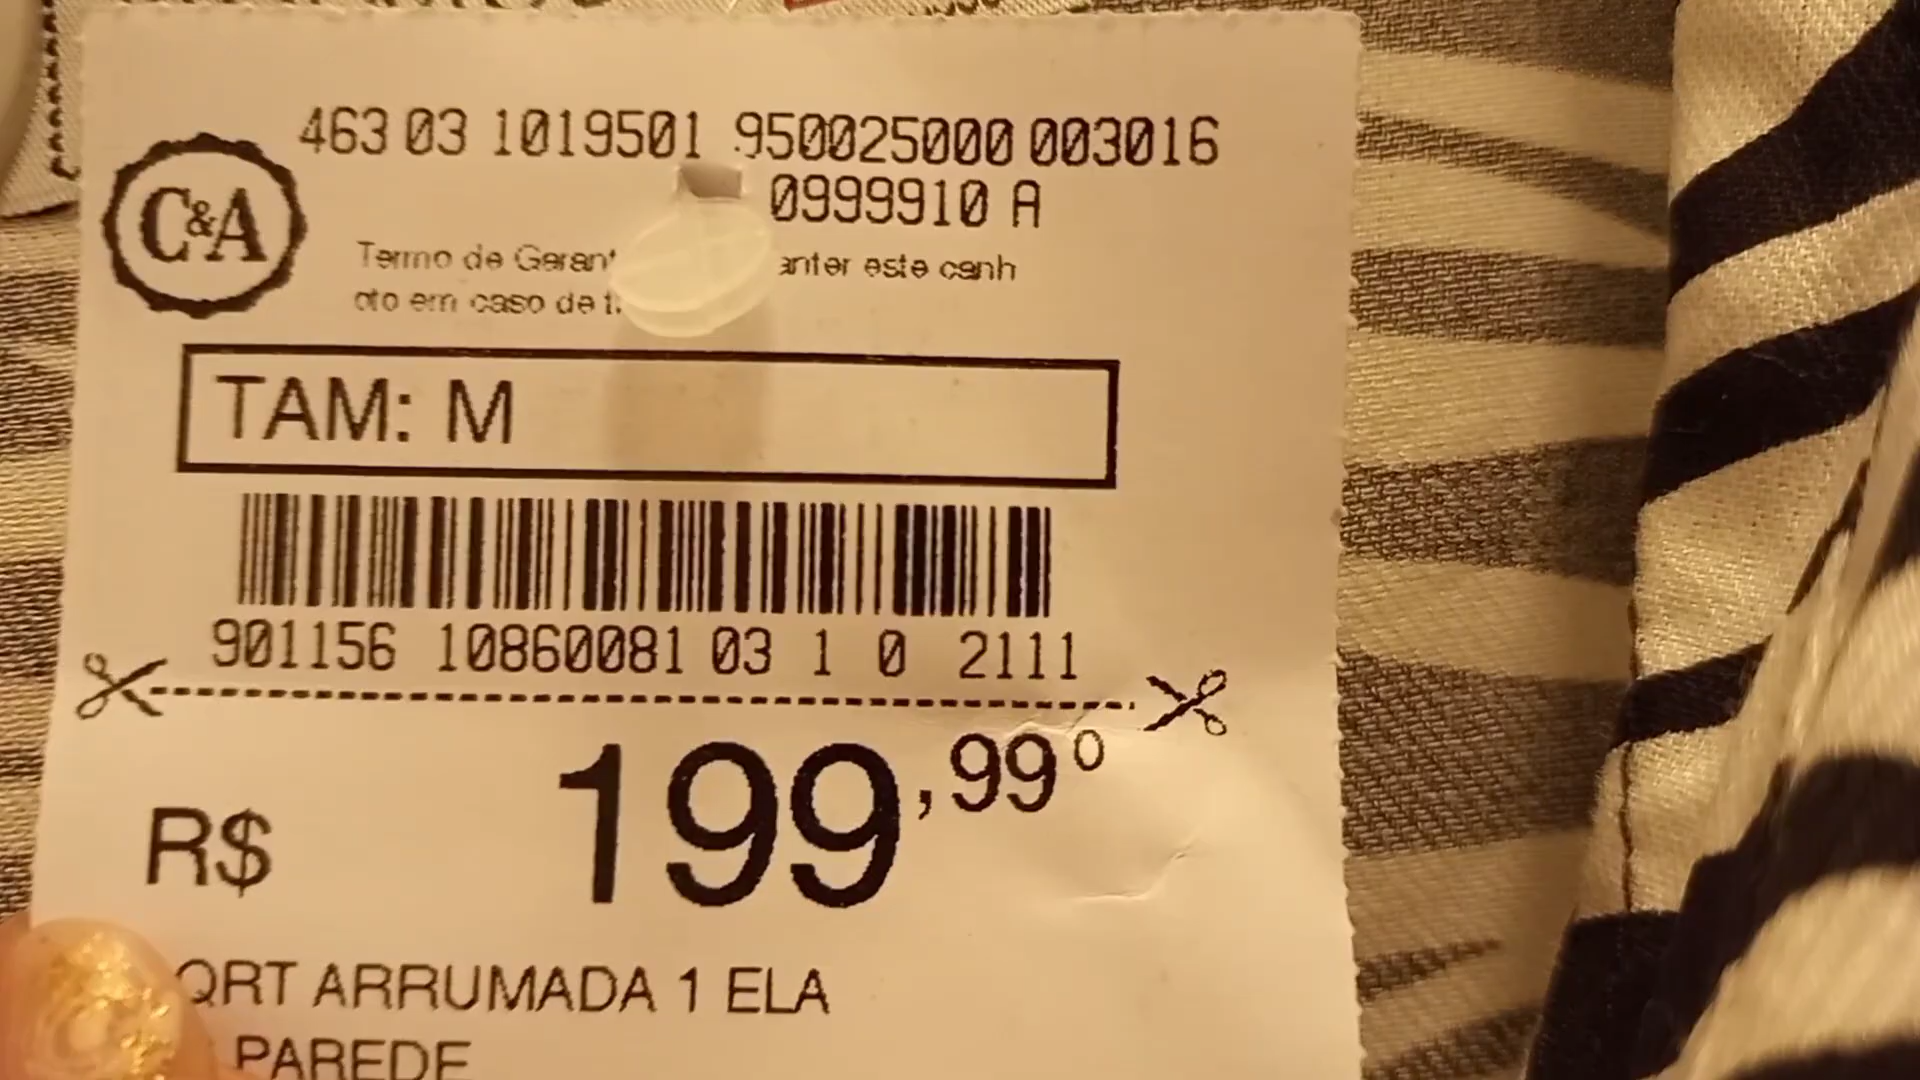 463 03 1019501 950025000 003016
0999910 A
C&A
Termo de Garant anter este canh
oto em caso de
TAM: M
901156 10860081 03 1 0 2111
R$ 199,99⁰
QRT ARRUMADA 1 ELA
PAREDE